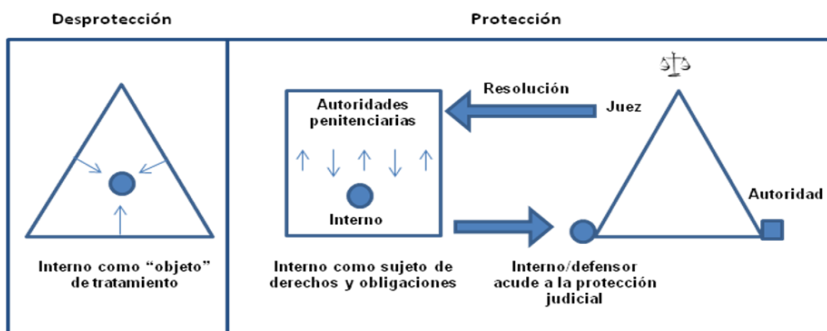 Desprotección
Protección
Interno como “objeto”
de tratamiento
Autoridades
penitenciarias
Interno
Interno como sujeto de
derechos y obligaciones
Resolución
Juez
Autoridad
Interno/defensor
acude a la protección
judicial